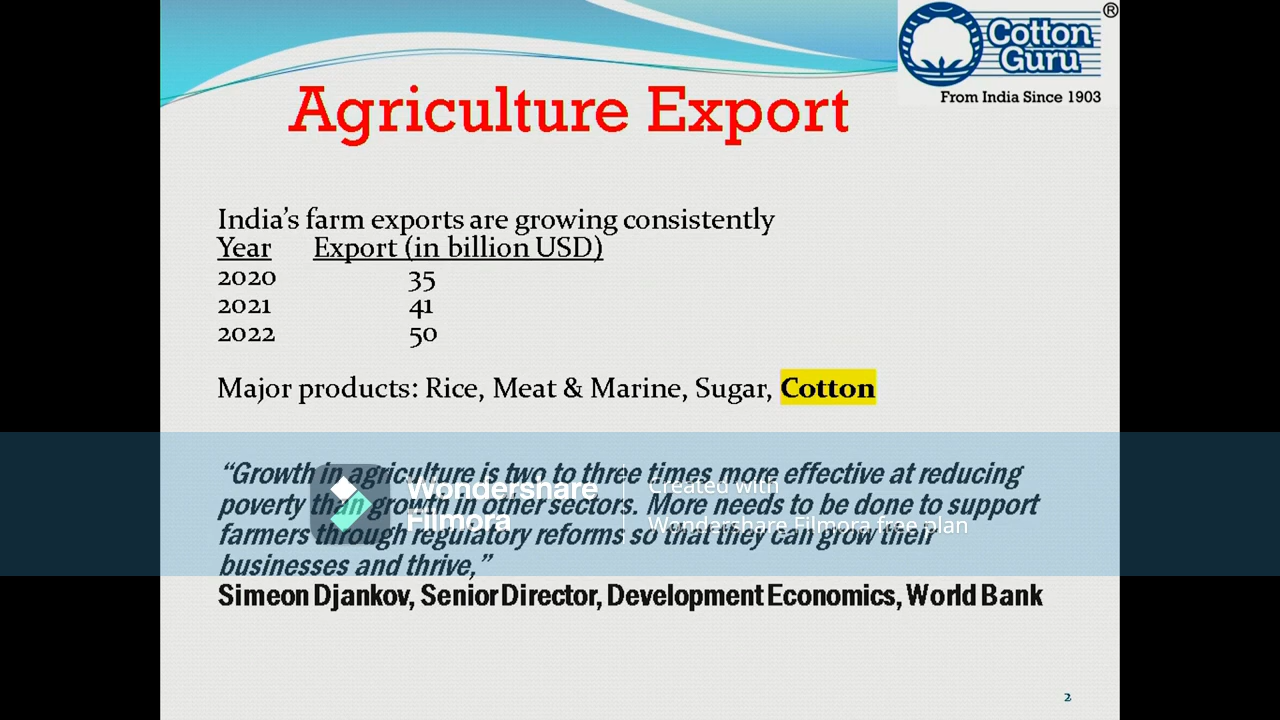 Cotton Guru ®
From India Since 1903
Agriculture Export
India's farm exports are growing consistently
Year Export (in billion USD)
2020 35
2021 41
2022 50
Major products: Rice, Meat & Marine, Sugar, Cotton
“Growth in agriculture is two to three times more effective at reducing
poverty than growth in other sectors. More needs to be done to support
farmers through regulatory reforms so that they can grow their
businesses and thrive,”
Wondershare
Filmora
Created with
Wondershare Filmora free plan
Simeon Djankov, Senior Director, Development Economics, World Bank
2